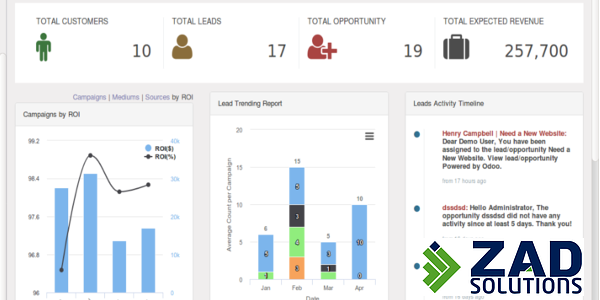 TOTAL CUSTOMERS
10
TOTAL LEADS
17
TOTAL OPPORTUNITY
19
TOTAL EXPECTED REVENUE
257,700
Campaigns | Mediums | Sources by ROI
Campaigns by ROI
99.2
98.4
97.6
96.8
96
40k
30k
20k
10k
0
ROI($)
ROI(%)
Lead Trending Report
Average Count per Campaign
20
15
10
5
0
6
5
15
5
3
4
3
5
3
1
10
10
0
Jan
Feb
Mar
Apr
Date
Leads Activity Timeline
Henry Campbell | Need a New Website:
Dear Demo User, You have been
assigned to the lead/opportunity Need a
New Website. View lead/opportunity
Powered by Odoo.
from 17 hours ago
dssdsd: Hello Administrator, The
opportunity dssdsd did not have any
activity since at least 5 days. Thank you!
ZAD
SOLUTIONS